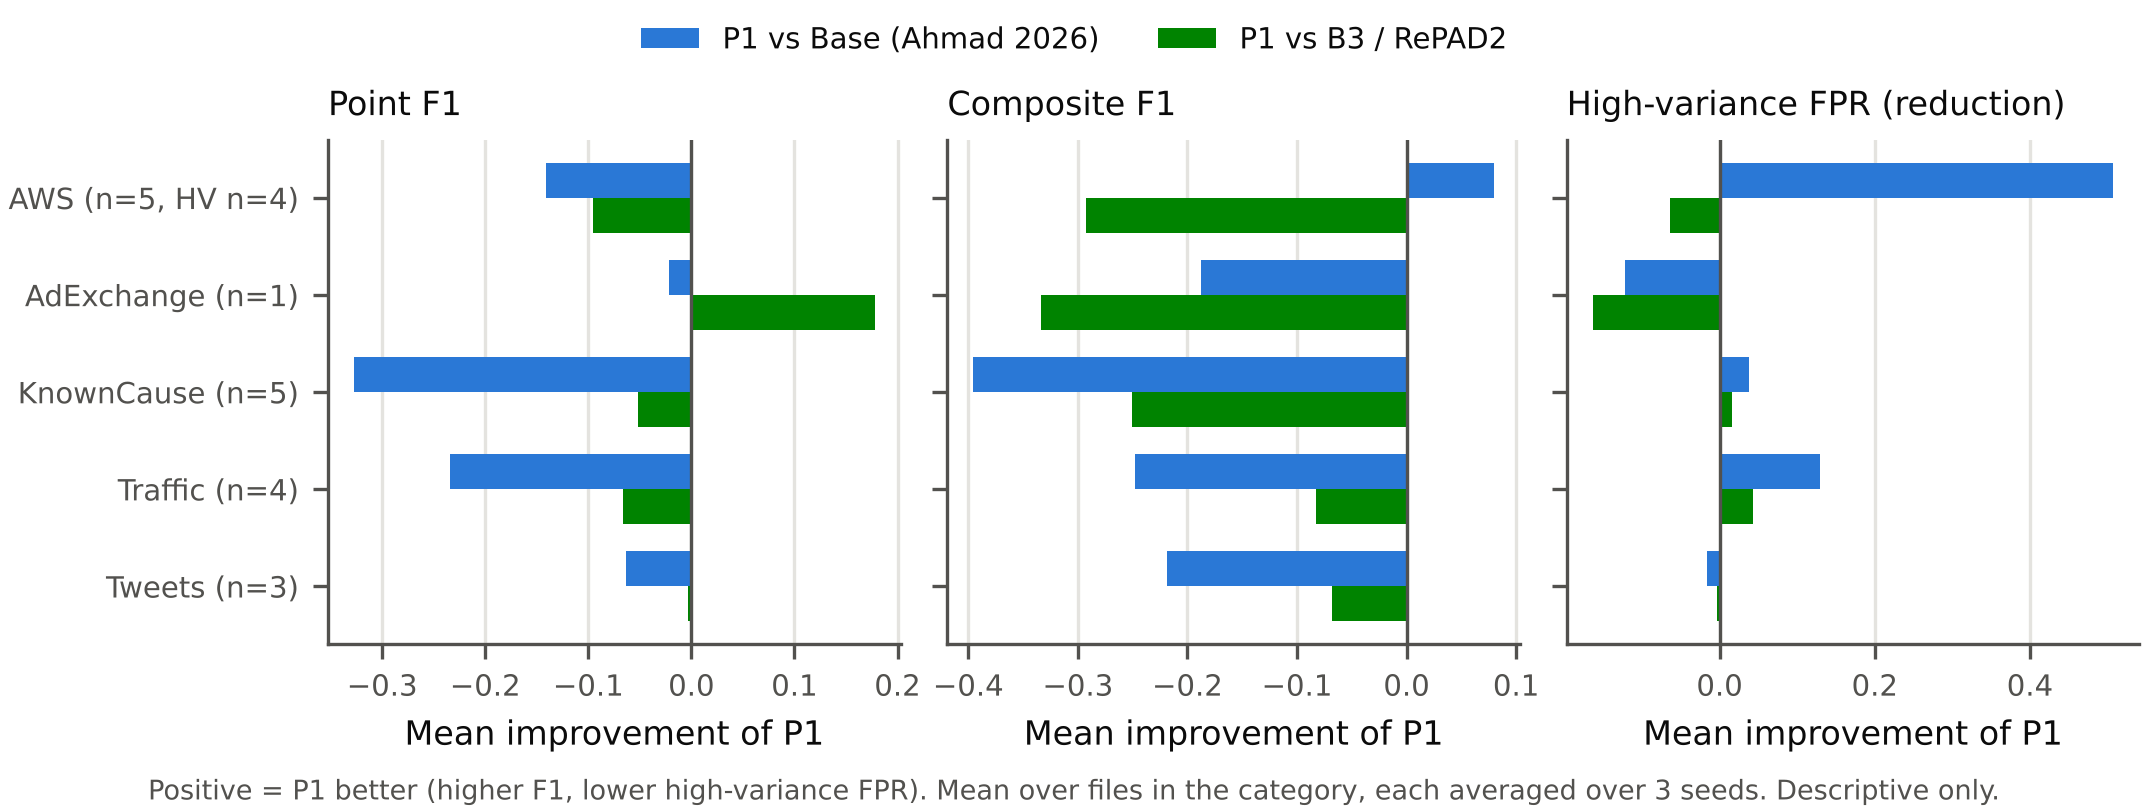 P1 vs Base (Ahmad 2026) P1 vs B3 / RePAD2
Point F1
Composite F1
High-variance FPR (reduction)
AWS (n=5, HV n=4)
AdExchange (n=1)
KnownCause (n=5)
Traffic (n=4)
Tweets (n=3)
−0.3 −0.2 −0.1 0.0 0.1 0.2
−0.4 −0.3 −0.2 −0.1 0.0 0.1
0.0 0.2 0.4
Mean improvement of P1
Mean improvement of P1
Mean improvement of P1
Positive = P1 better (higher F1, lower high-variance FPR). Mean over files in the category, each averaged over 3 seeds. Descriptive only.